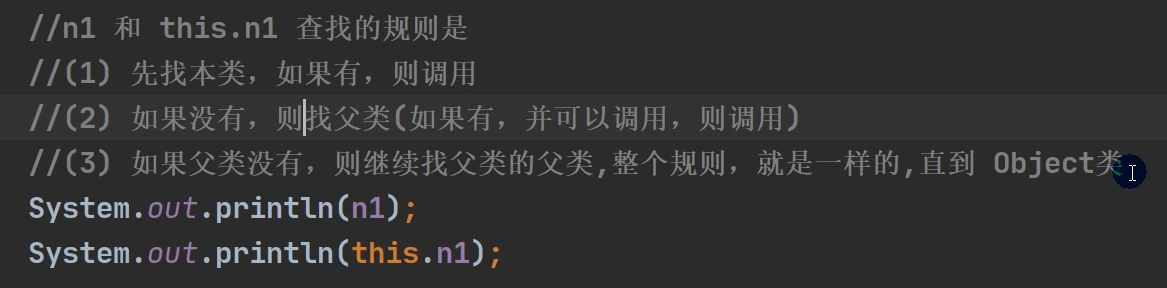 //n1 和 this.n1 查找的规则是
//(1) 先找本类，如果有，则调用
//(2) 如果没有，则找父类(如果有，并可以调用，则调用)
//(3) 如果父类没有，则继续找父类的父类,整个规则，就是一样的,直到 Object类
System.out.println(n1);
System.out.println(this.n1);